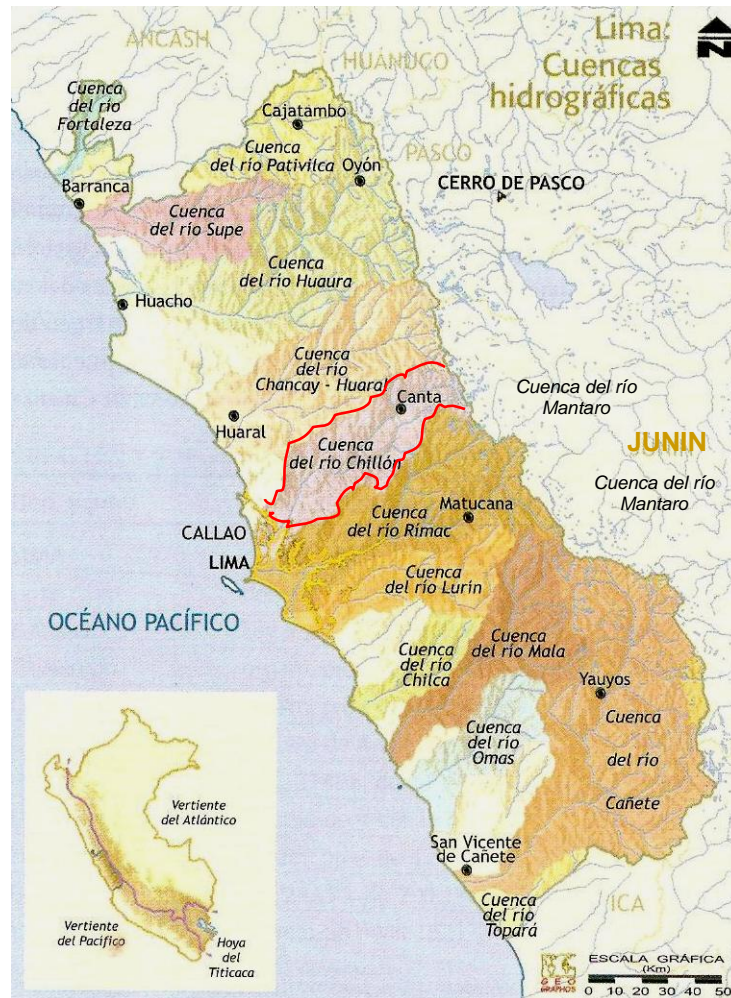 Lima:
Cuencas
hidrográficas
N
ANCASH
HUÁNUCO
PASCO
Cuenca
del río
Fortaleza
Cajatambo
Cuenca
del río Pativilca
Oyón
Barranca
CERRO DE PASCO
Cuenca
del río Supe
Cuenca
del río Huaura
Huacho
Cuenca
del río
Chancay - Huaral
Canta
Cuenca del río
Mantaro
Huaral
JUNIN
Cuenca
del río Chillón
Cuenca del río
Mantaro
Matucana
Cuenca
del río Rímac
CALLAO
LIMA
Cuenca
del río Lurín
OCÉANO PACÍFICO
Cuenca
del río Mala
Cuenca
del río
Chilca
Yauyos
Cuenca
del río
Cañete
Cuenca
del río
Omas
San Vicente
de Cañete
Cuenca
del río
Topará
ICA
Vertiente
del Atlántico
Vertiente
del Pacífico
Hoya
del
Titicaca
GEO
GRAPHOS
ESCALA GRÁFICA
(Km)
0 10 20 30 40 50